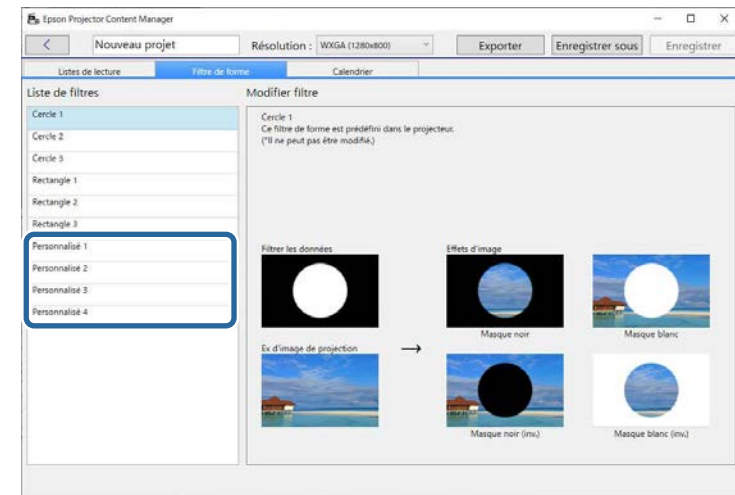 Epson Projector Content Manager
Nouveau projet
Résolution : WXGA (1280x800)
Exporter
Enregistrer sous
Enregistrer
Listes de lecture
Filtre de forme
Calendrier
Liste de filtres
Modifier filtre
Cercle 1
Cercle 2
Cercle 3
Rectangle 1
Rectangle 2
Rectangle 3
Personnalisé 1
Personnalisé 2
Personnalisé 3
Personnalisé 4
Cercle 1
Ce filtre de forme est prédéfini dans le projecteur.
(*Il ne peut pas être modifié.)
Filtrer les données
Effets d'image
Masque noir
Masque blanc
Ex d'image de projection
→
Masque noir (inv.)
Masque blanc (inv.)